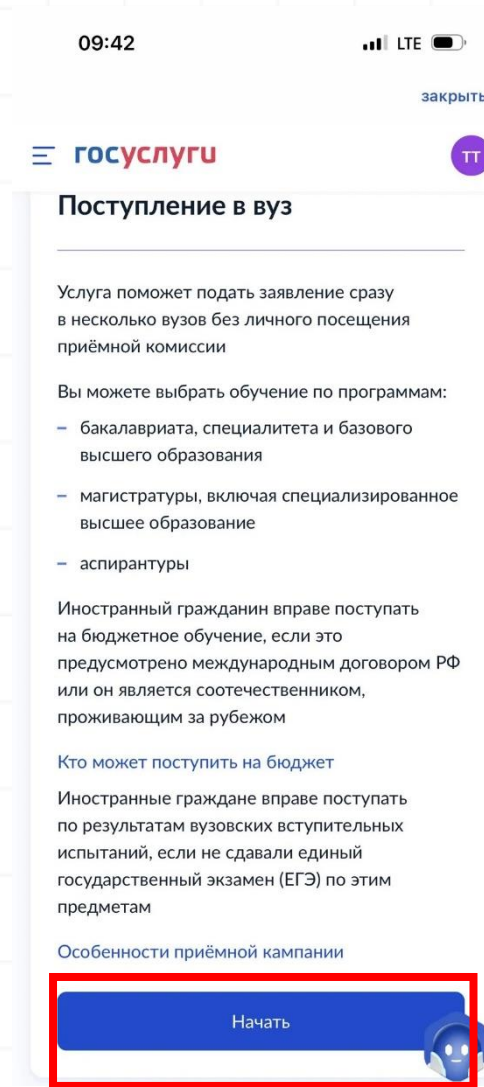 09:42
LTE
закрыть
госуслуги
ТТ
Поступление в вуз
Услуга поможет подать заявление сразу
в несколько вузов без личного посещения
приёмной комиссии
Вы можете выбрать обучение по программам:
– бакалавриата, специалитета и базового
высшего образования
– магистратуры, включая специализированное
высшее образование
– аспирантуры
Иностранный гражданин вправе поступать
на бюджетное обучение, если это
предусмотрено международным договором РФ
или он является соотечественником,
проживающим за рубежом
Кто может поступить на бюджет
Иностранные граждане вправе поступать
по результатам вузовских вступительных
испытаний, если не сдавали единый
государственный экзамен (ЕГЭ) по этим
предметам
Особенности приёмной кампании
Начать